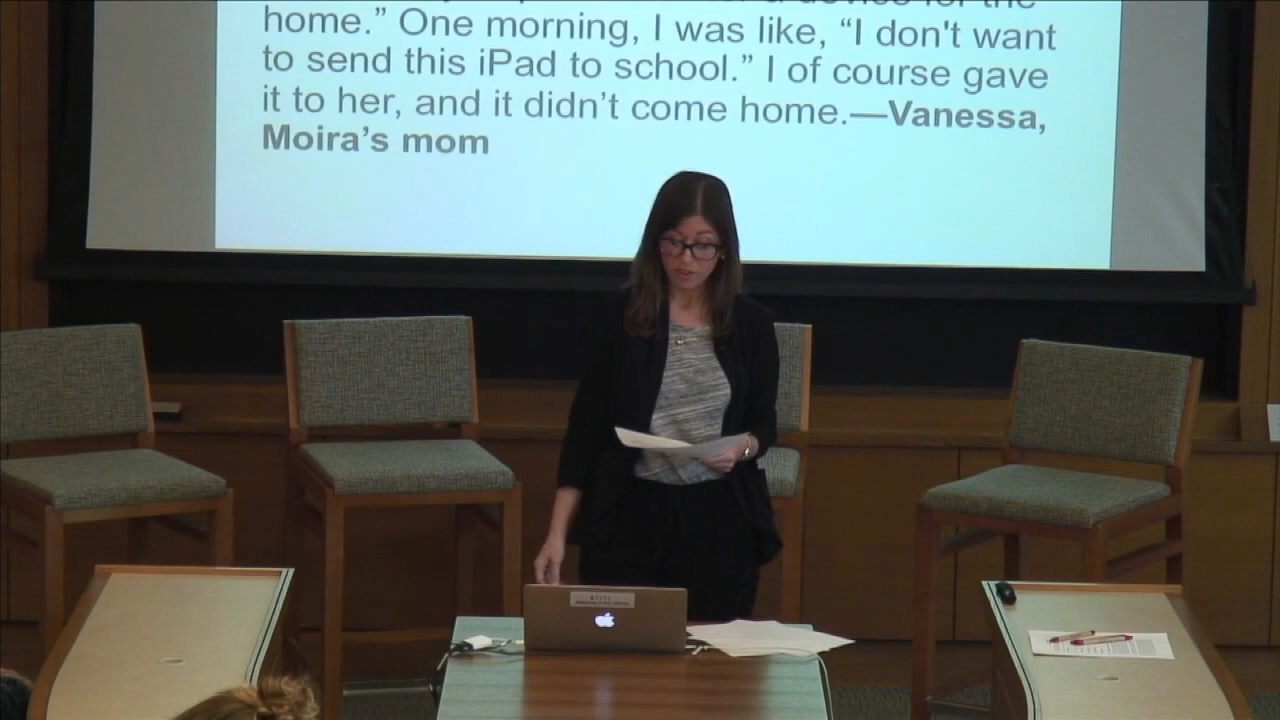 home.” One morning, I was like, “I don't want
to send this iPad to school.” I of course gave
it to her, and it didn’t come home.—Vanessa,
Moira’s mom